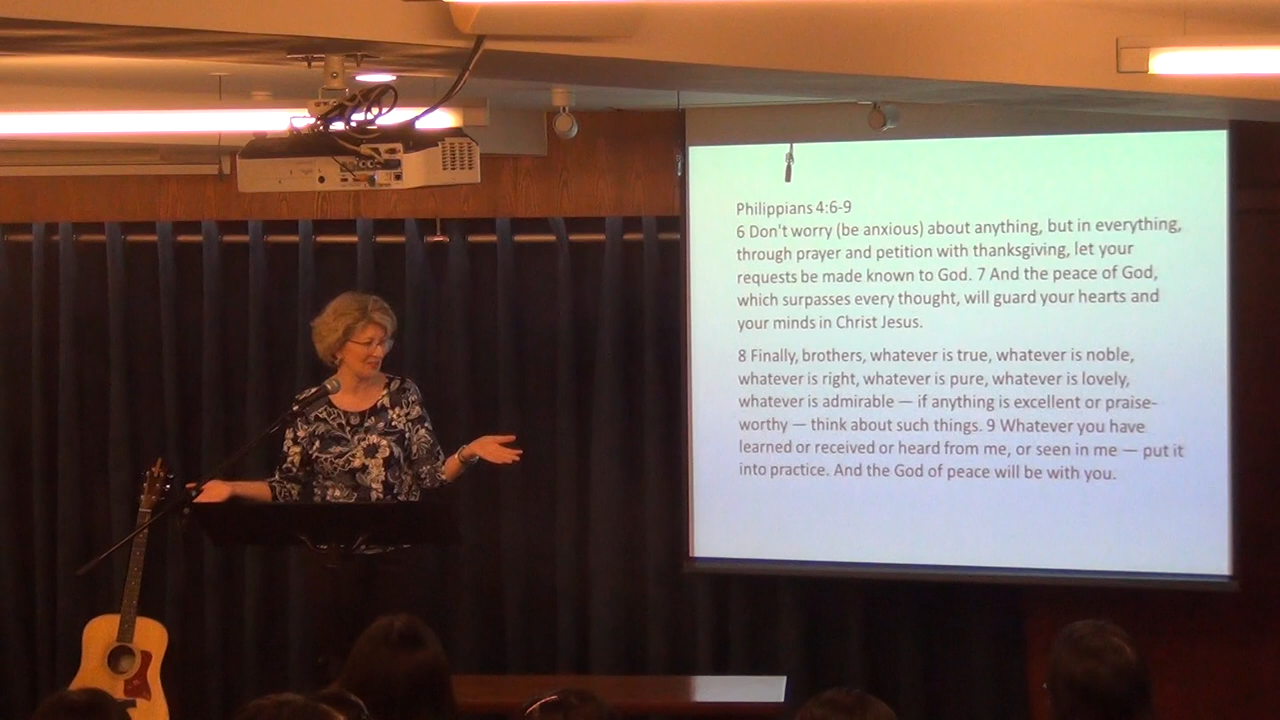 Philippians 4:6-9
6 Don't worry (be anxious) about anything, but in everything,
through prayer and petition with thanksgiving, let your
requests be made known to God. 7 And the peace of God,
which surpasses every thought, will guard your hearts and
your minds in Christ Jesus.
8 Finally, brothers, whatever is true, whatever is noble,
whatever is right, whatever is pure, whatever is lovely,
whatever is admirable — if anything is excellent or praise-
worthy — think about such things. 9 Whatever you have
learned or received or heard from me, or seen in me — put it
into practice. And the God of peace will be with you.